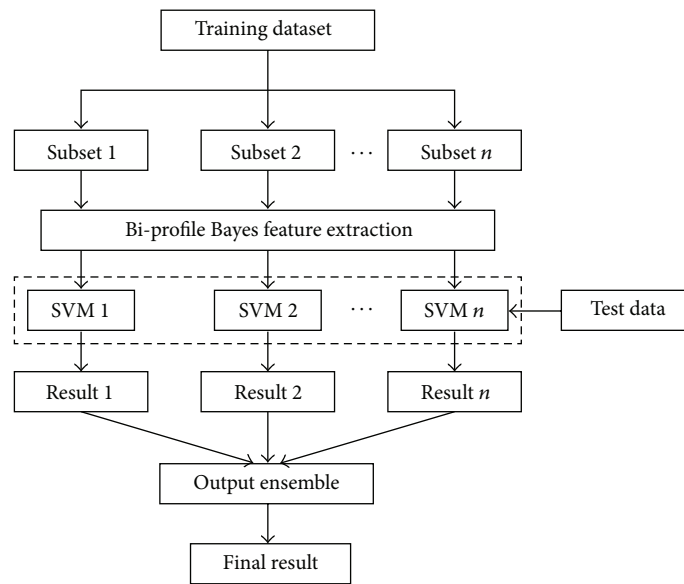 Training dataset
Subset 1
Subset 2
...
Subset n
Bi-profile Bayes feature extraction
SVM 1
SVM 2
...
SVM n
Test data
Result 1
Result 2
Result n
Output ensemble
Final result